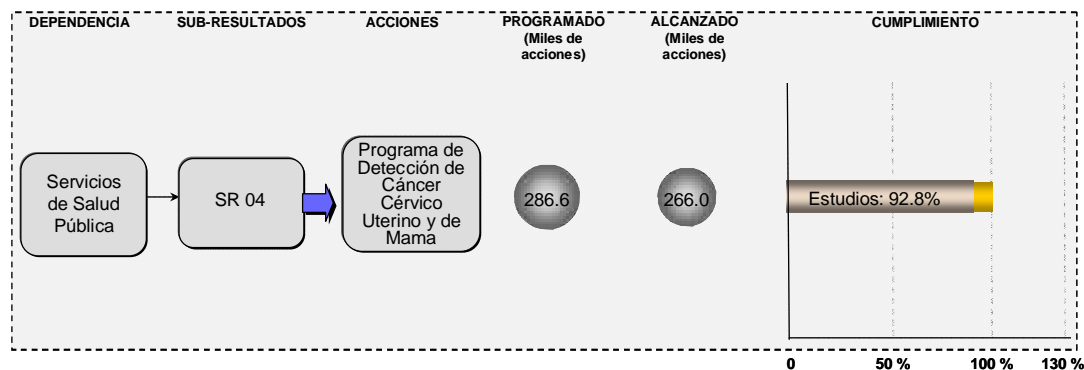 DEPENDENCIA SUB-RESULTADOS ACCIONES PROGRAMADO ALCANZADO CUMPLIMIENTO
(Miles de acciones) (Miles de acciones)
Servicios
de Salud
Pública
SR 04
Programa de
Detección de
Cáncer
Cérvico
Uterino y de
Mama
286.6
266.0
Estudios: 92.8%
0 50 % 100 % 130 %